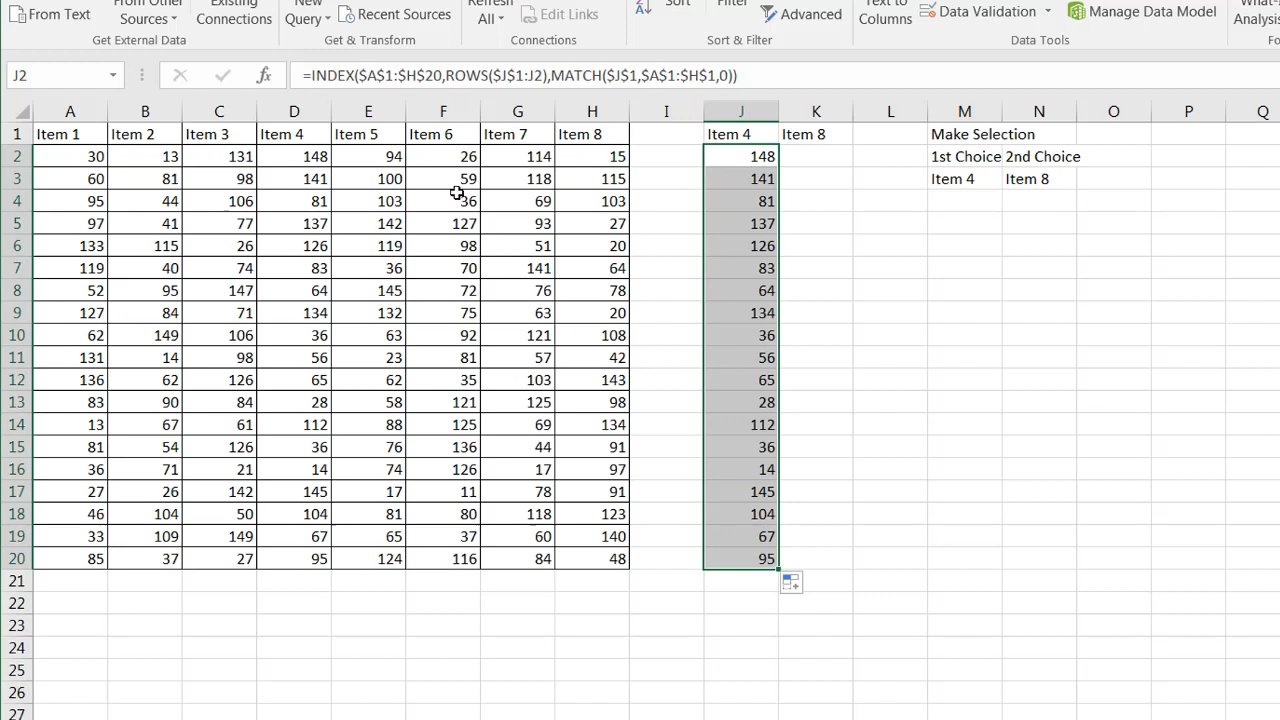 From Text
From Other
Sources
Existing
Connections
New
Query
Recent Sources
Refresh
All
Edit Links
Sort
Filter
Advanced
Text to
Columns
Data Validation
Manage Data Model
What-I
Analys
Get External Data
Get & Transform
Connections
Sort & Filter
Data Tools
Foreca
J2
fx
=INDEX($A$1:$H$20,ROWS($J$1:J2),MATCH($J$1,$A$1:$H$1,0))
A B C D E F G H I J K L M N O P Q
1 Item 1 Item 2 Item 3 Item 4 Item 5 Item 6 Item 7 Item 8 Item 4 Item 8 Make Selection
2 30 13 131 148 94 26 114 15 148 1st Choice 2nd Choice
3 60 81 98 141 100 59 118 115 141 Item 4 Item 8
4 95 44 106 81 103 36 69 103 81
5 97 41 77 137 142 127 93 27 137
6 133 115 26 126 119 98 51 20 126
7 119 40 74 83 36 70 141 64 83
8 52 95 147 64 145 72 76 78 64
9 127 84 71 134 132 75 63 20 134
10 62 149 106 36 63 92 121 108 36
11 131 14 98 56 23 81 57 42 56
12 136 62 126 65 62 35 103 143 65
13 83 90 84 28 58 121 125 98 28
14 13 67 61 112 88 125 69 134 112
15 81 54 126 36 76 136 44 91 36
16 36 71 21 14 74 126 17 97 14
17 27 26 142 145 17 11 78 91 145
18 46 104 50 104 81 80 118 123 104
19 33 109 149 67 65 37 60 140 67
20 85 37 27 95 124 116 84 48 95
21
22
23
24
25
26
27